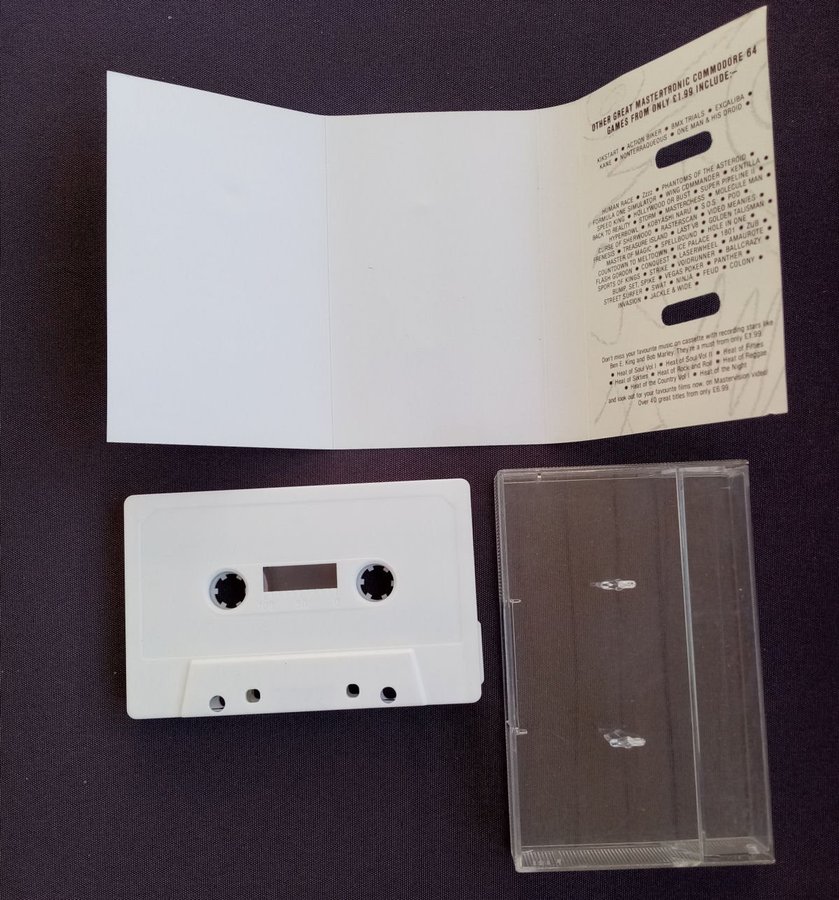 OTHER GREAT MASTERTRONIC COMMODORE 64
GAMES FROM ONLY £1.99 INCLUDE:–
KIKSTART • ACTION BIKER • BMX TRIALS • EXCALIBA •
KANE • NONTERRAQUEOUS • ONE MAN & HIS DROID •
HUMAN RACE • Zzzz • PHANTOMS OF THE ASTEROID •
FORMULA ONE SIMULATOR • WING COMMANDER • KENTILLA •
SPEED KING • HOLLYWOOD OR BUST • SUPER PIPELINE II •
BACK TO REALITY • STORM • MASTERCHESS • MOLECULE MAN •
HYPERBOWL • KOBYASHI NARU • S.O.S. • POD •
CURSE OF SHERWOOD • RASTERSCAN • VIDEO MEANIES •
FRENESIS • TREASURE ISLAND • LAST V8 • GOLDEN TALISMAN •
MASTER OF MAGIC • SPELLBOUND • HOLE IN ONE •
COUNTDOWN TO MELTDOWN • ICE PALACE • 1801 • ZUB •
FLASH GORDON • CONQUEST • LASERWHEEL • AMAUROTE •
SPORTS OF KINGS • STRIKE • VOIDRUNNER • BALLCRAZY •
BUMP, SET, SPIKE • VEGAS POKER • PANTHER •
STREET SURFER • SWAT • NINJA • FEUD • COLONY •
INVASION • JACKLE & WIDE •
Don't miss your favourite music on cassette with recording stars like
Ben E. King and Bob Marley. They're a must from only £1.99.
• Heat of Soul Vol I • Heat of Soul Vol II • Heat of Fifties
• Heat of Sixties • Heat of Rock and Roll • Heat of Reggae
• Heat of the Country Vol I • Heat of the Night
and look out for your favourite films now, on Mastervision video!
Over 40 great titles from only £6.99